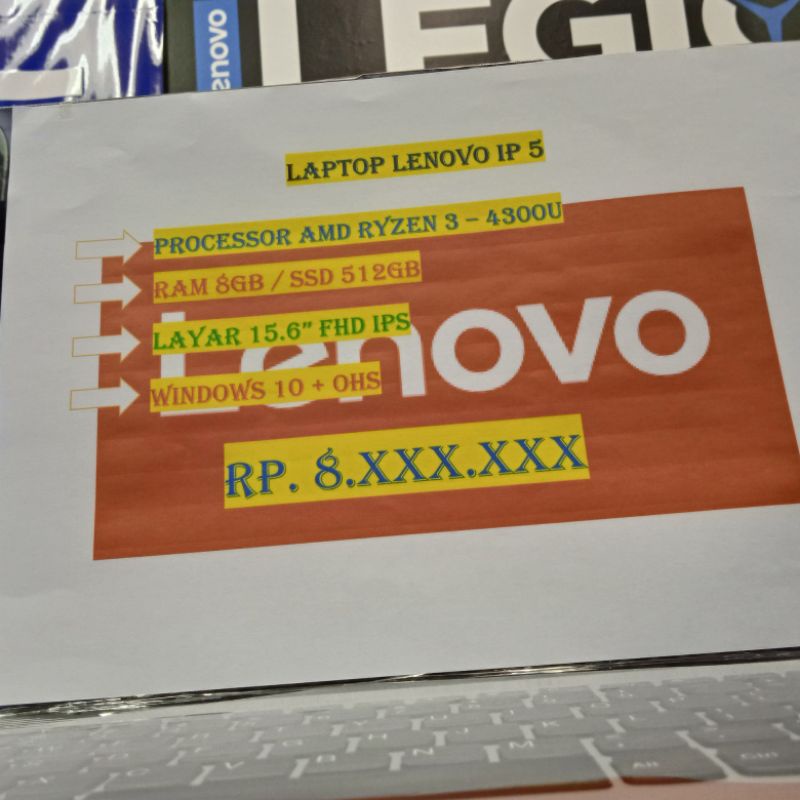 Lenovo
LEGIO
LAPTOP LENOVO IP 5
PROCESSOR AMD RYZEN 3 – 4300U
RAM 8GB / SSD 512GB
LAYAR 15.6” FHD IPS
WINDOWS 10 + OHS
Lenovo
RP. 8.XXX.XXX